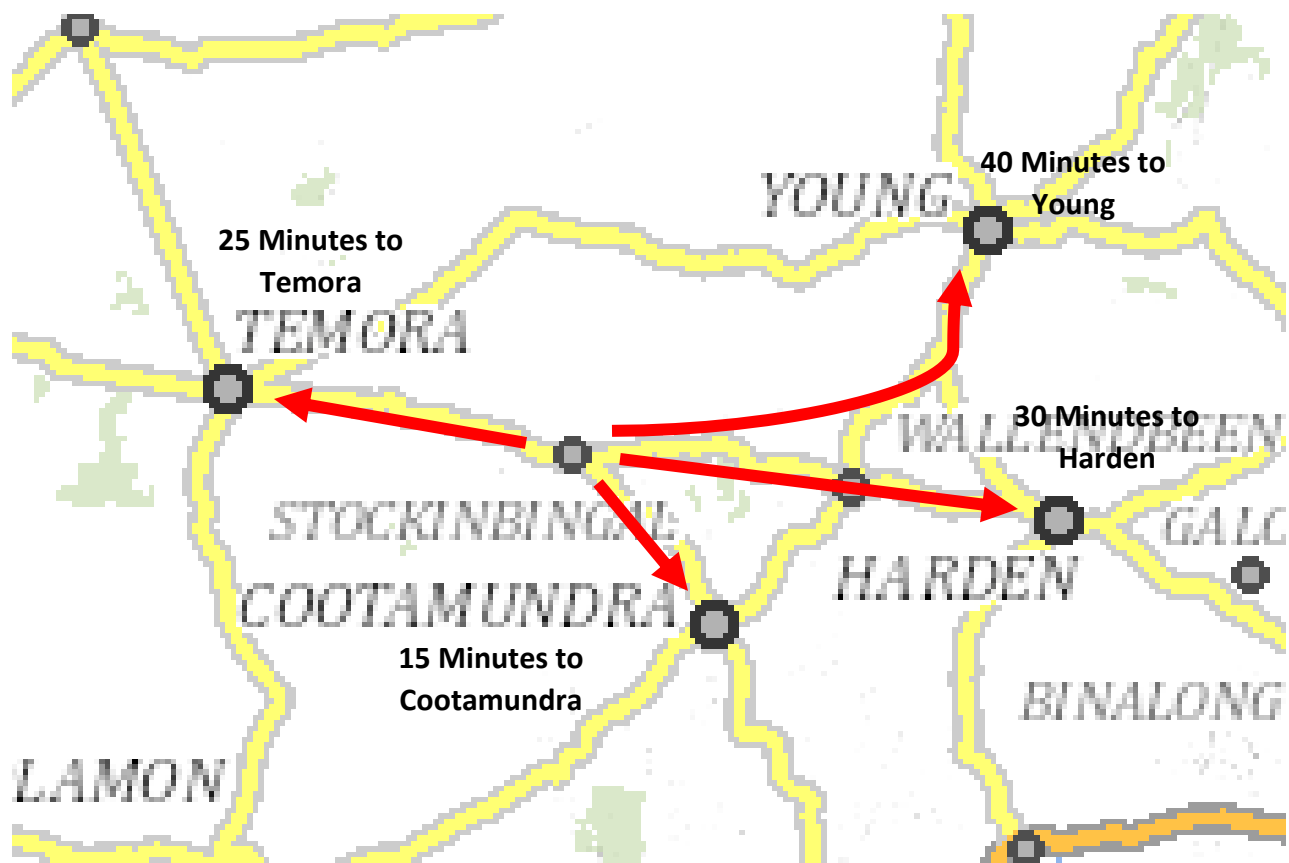 40 Minutes to
Young
YOUNG
25 Minutes to
Temora
TEMORA
30 Minutes to
Harden
WALLENDBEEN
STOCKINBINGAL
GALO
HARDEN
COOTAMUNDRA
15 Minutes to
Cootamundra
BINALONG
LAMON